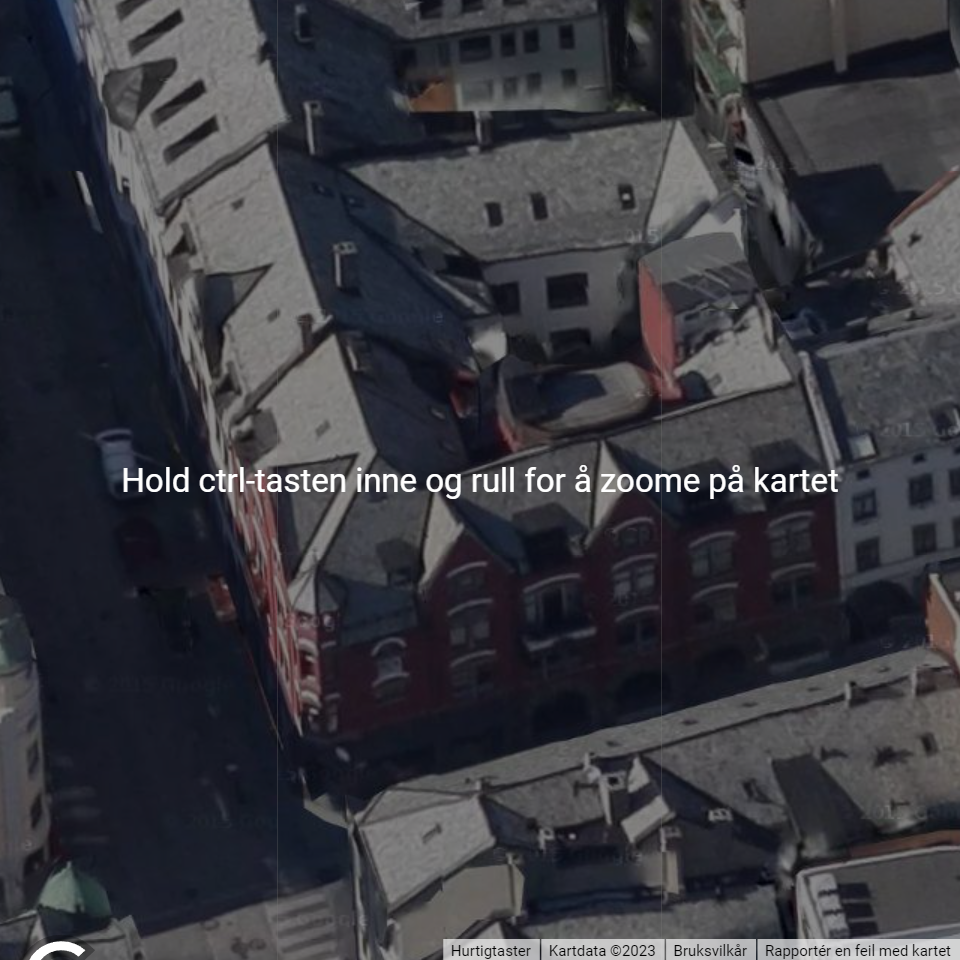 Hold ctrl-tasten inne og rull for å zoome på kartet
Hurtigtaster
Kartdata ©2023
Bruksvilkår
Rapportér en feil med kartet